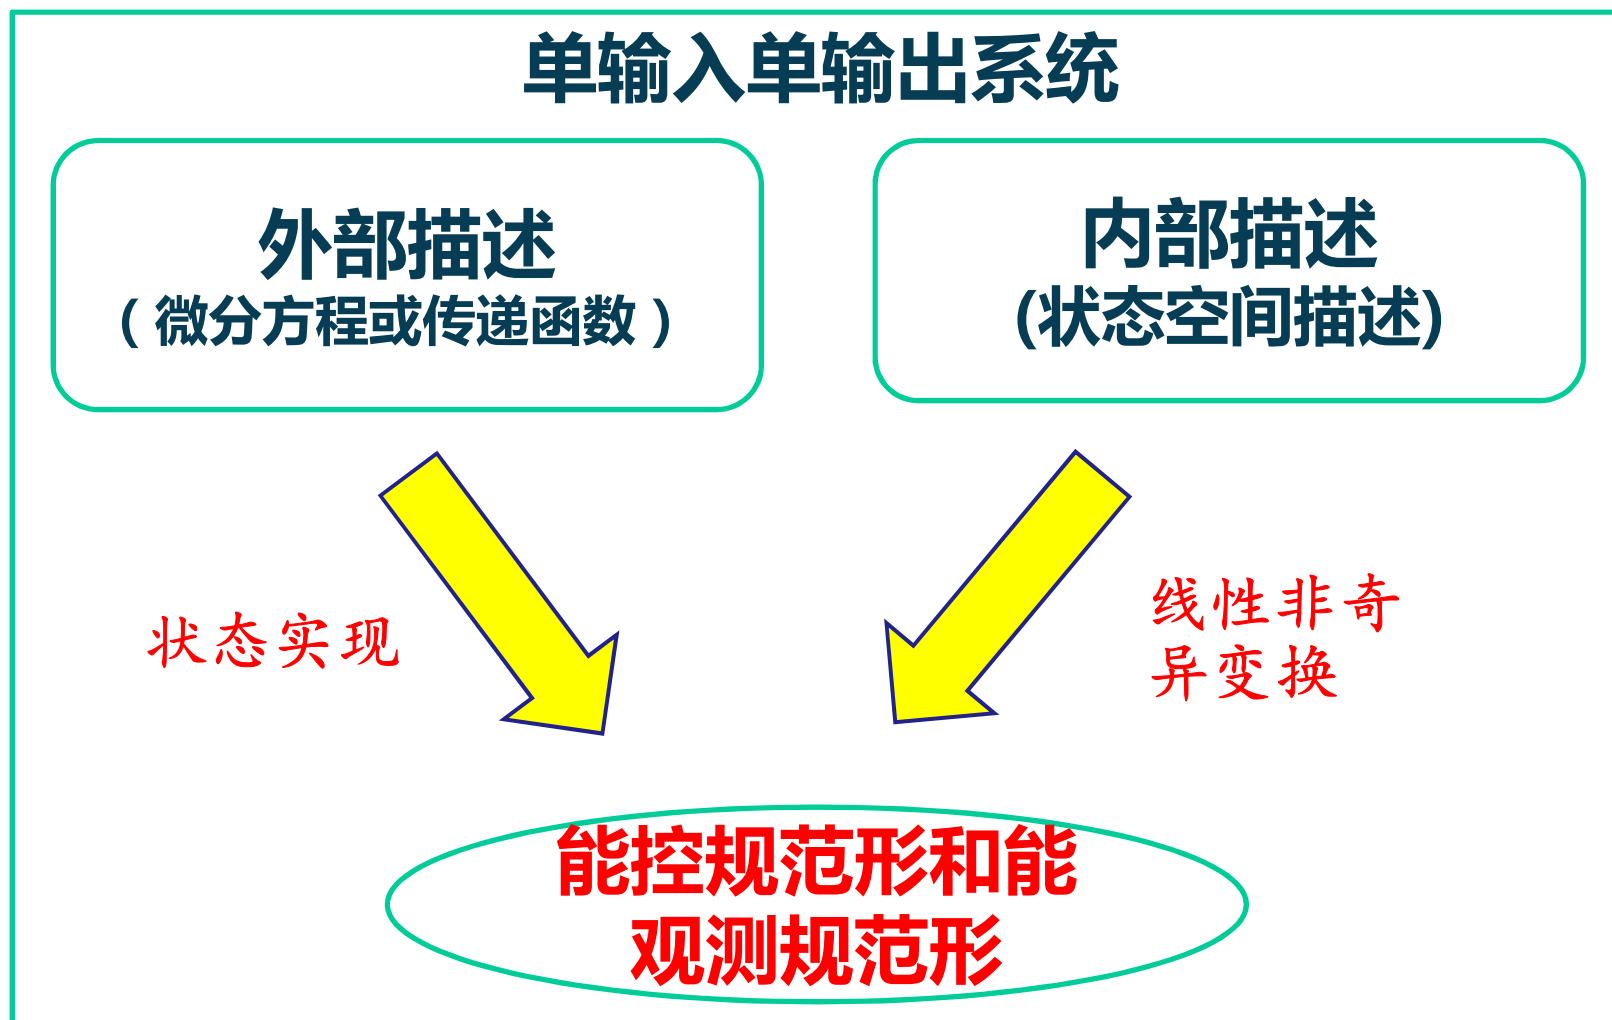 单输入单输出系统
外部描述
（微分方程或传递函数）
内部描述
(状态空间描述)
状态实现
线性非奇
异变换
能控规范形和能
观测规范形